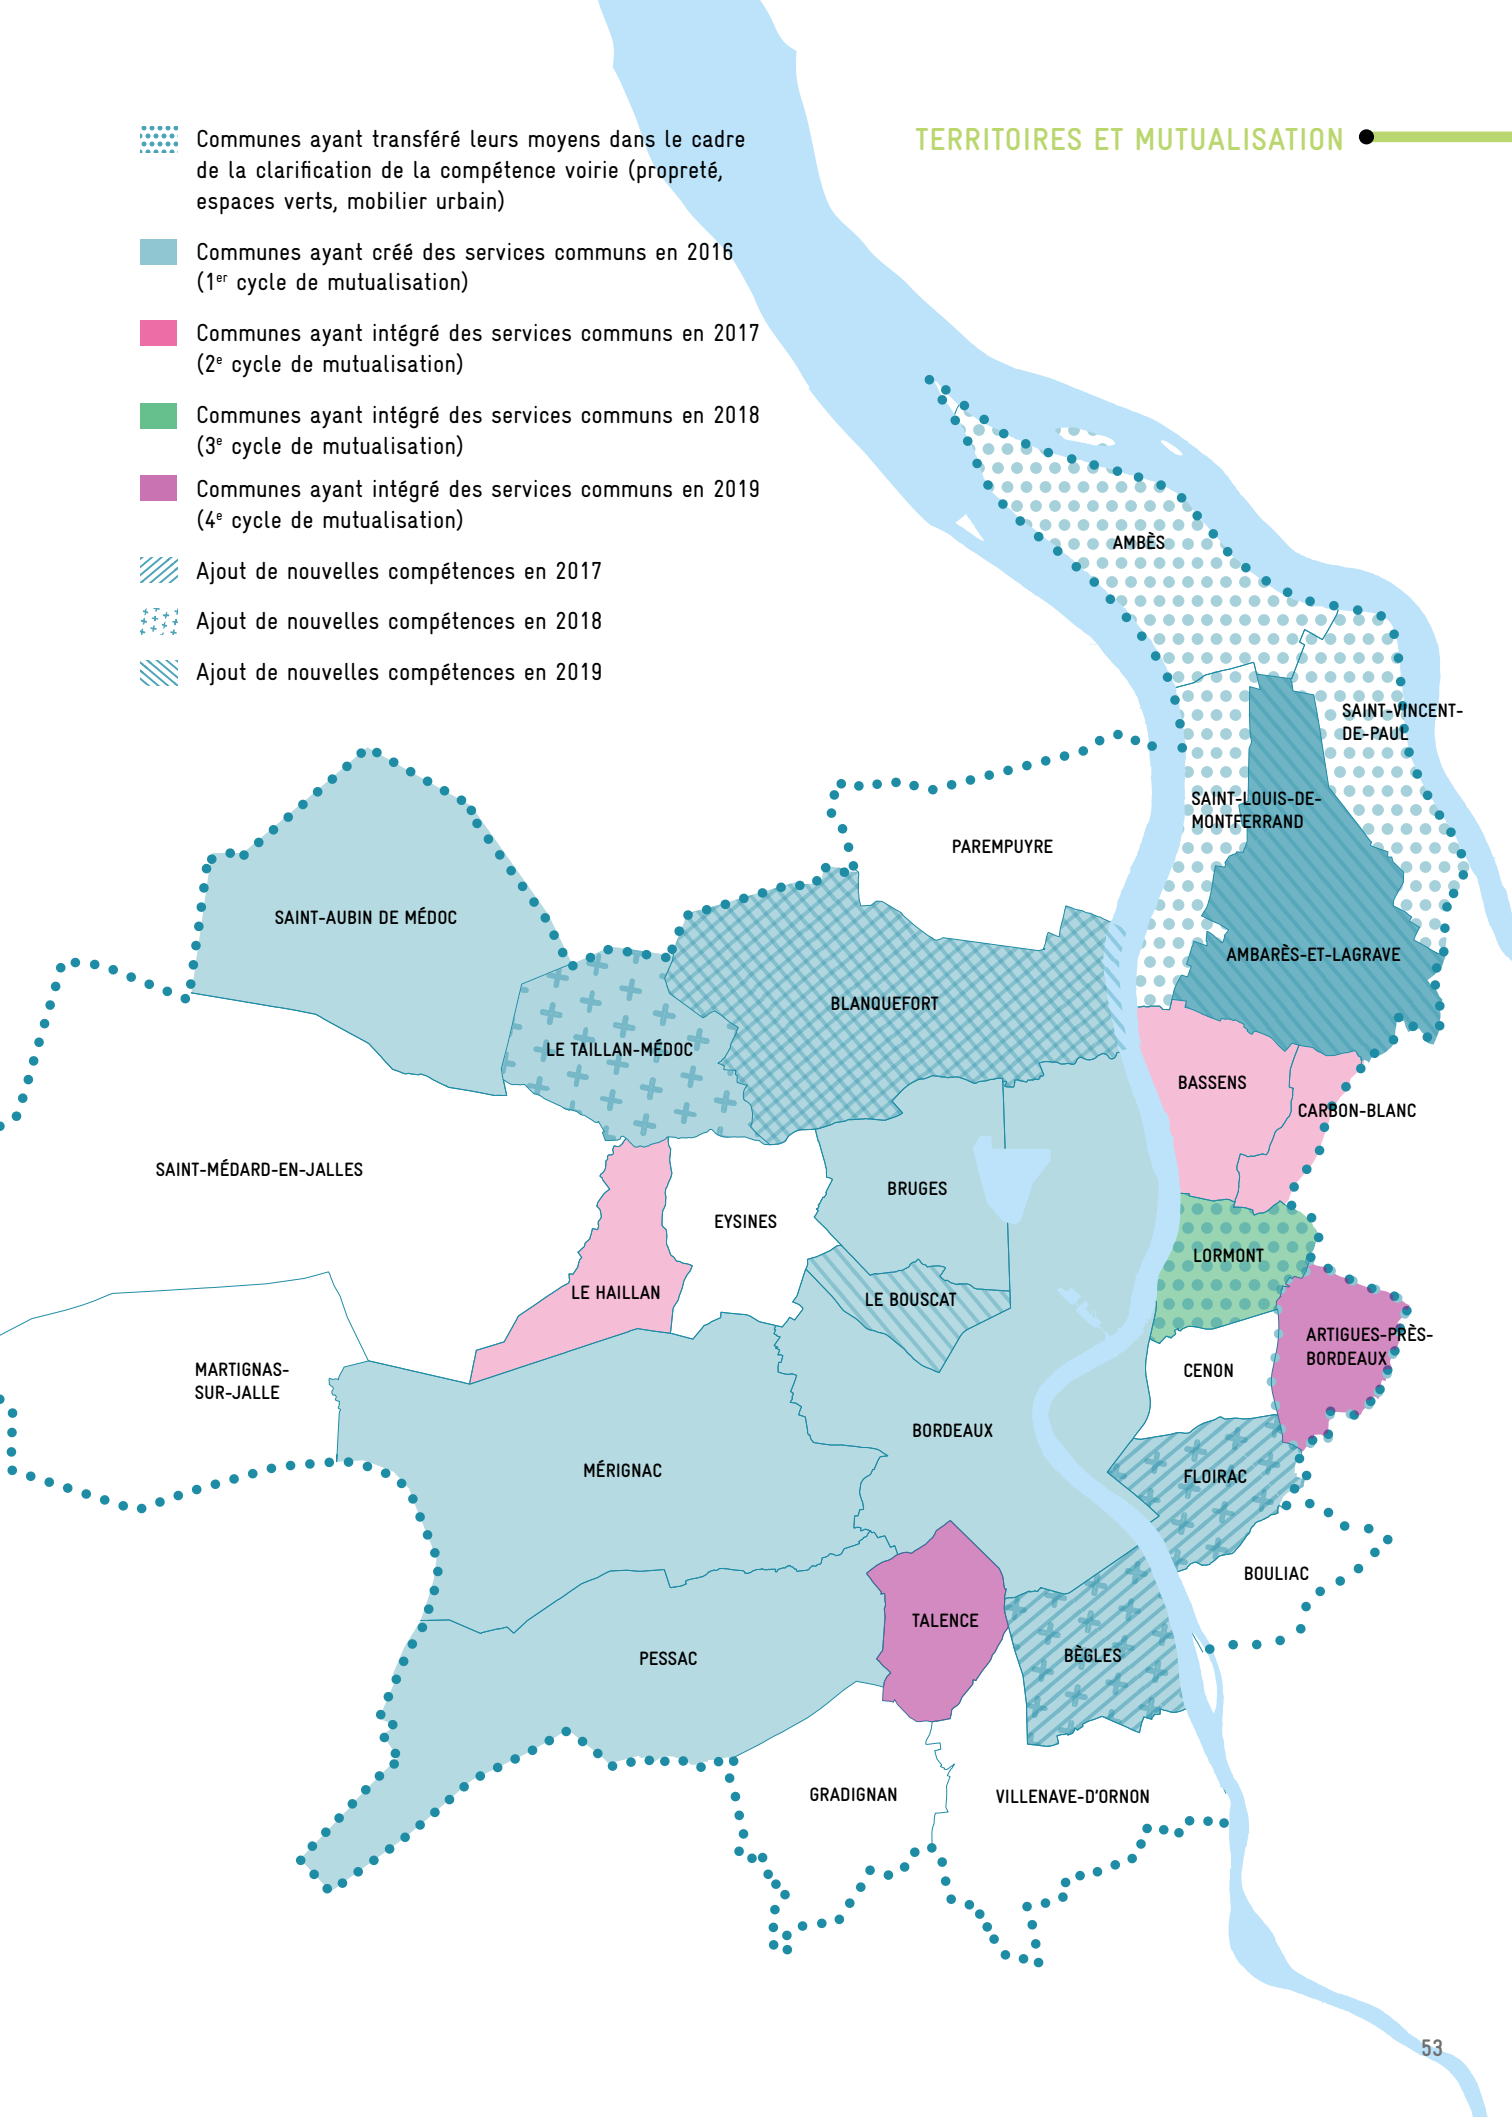 TERRITOIRES ET MUTUALISATION
Communes ayant transféré leurs moyens dans le cadre
de la clarification de la compétence voirie (propreté,
espaces verts, mobilier urbain)
Communes ayant créé des services communs en 2016
(1er cycle de mutualisation)
Communes ayant intégré des services communs en 2017
(2e cycle de mutualisation)
Communes ayant intégré des services communs en 2018
(3e cycle de mutualisation)
Communes ayant intégré des services communs en 2019
(4e cycle de mutualisation)
Ajout de nouvelles compétences en 2017
Ajout de nouvelles compétences en 2018
Ajout de nouvelles compétences en 2019
AMBÈS
SAINT-VINCENT-
DE-PAUL
SAINT-LOUIS-DE-
MONTFERRAND
PAREMPUYRE
SAINT-AUBIN DE MÉDOC
AMBARÈS-ET-LAGRAVE
BLANQUEFORT
LE TAILLAN-MÉDOC
BASSENS
CARBON-BLANC
SAINT-MÉDARD-EN-JALLES
BRUGES
EYSINES
LORMONT
LE HAILLAN
LE BOUSCAT
ARTIGUES-PRÈS-
BORDEAUX
MARTIGNAS-
SUR-JALLE
CENON
BORDEAUX
MÉRIGNAC
FLOIRAC
BOULIAC
TALENCE
PESSAC
BÈGLES
GRADIGNAN
VILLENAVE-D'ORNON
53